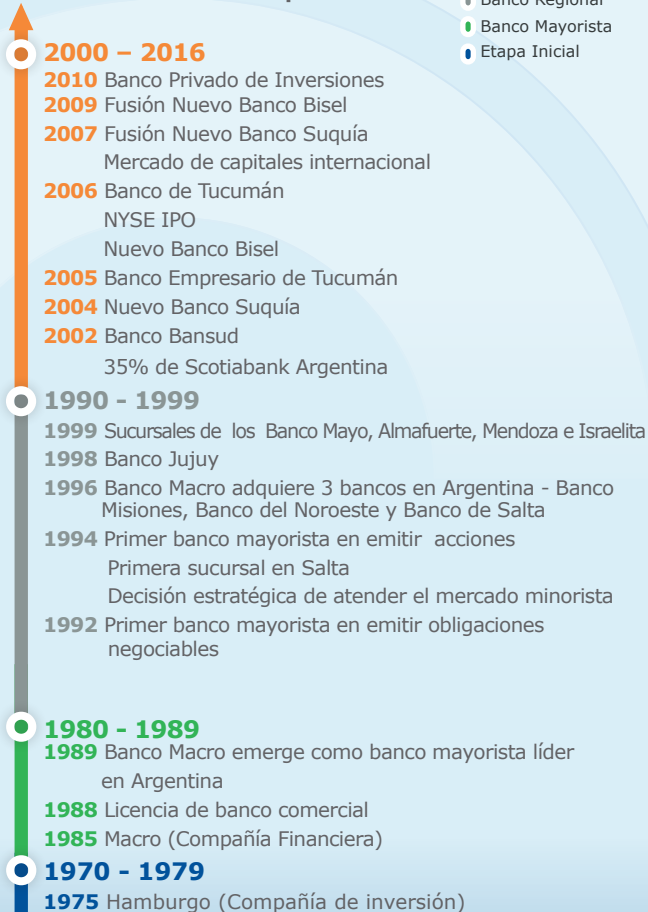 Banco Regional
Banco Mayorista
Etapa Inicial
2000 – 2016
2010 Banco Privado de Inversiones
2009 Fusión Nuevo Banco Bisel
2007 Fusión Nuevo Banco Suquía
Mercado de capitales internacional
2006 Banco de Tucumán
NYSE IPO
Nuevo Banco Bisel
2005 Banco Empresario de Tucumán
2004 Nuevo Banco Suquía
2002 Banco Bansud
35% de Scotiabank Argentina
1990 - 1999
1999 Sucursales de los Banco Mayo, Almafuerte, Mendoza e Israelita
1998 Banco Jujuy
1996 Banco Macro adquiere 3 bancos en Argentina - Banco
Misiones, Banco del Noroeste y Banco de Salta
1994 Primer banco mayorista en emitir acciones
Primera sucursal en Salta
Decisión estratégica de atender el mercado minorista
1992 Primer banco mayorista en emitir obligaciones
negociables
1980 - 1989
1989 Banco Macro emerge como banco mayorista líder
en Argentina
1988 Licencia de banco comercial
1985 Macro (Compañía Financiera)
1970 - 1979
1975 Hamburgo (Compañía de inversión)